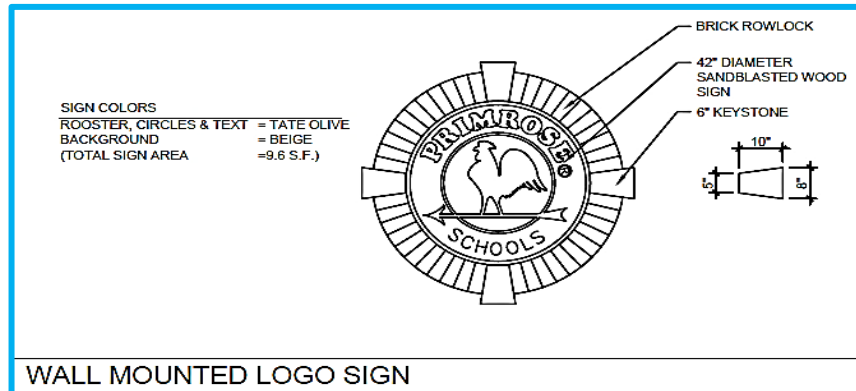 SIGN COLORS
ROOSTER, CIRCLES & TEXT = TATE OLIVE
BACKGROUND = BEIGE
(TOTAL SIGN AREA =9.6 S.F.)
BRICK ROWLOCK
42" DIAMETER
SANDBLASTED WOOD
SIGN
6" KEYSTONE
PRIMROSE®
SCHOOLS
10"
5"
8"
WALL MOUNTED LOGO SIGN